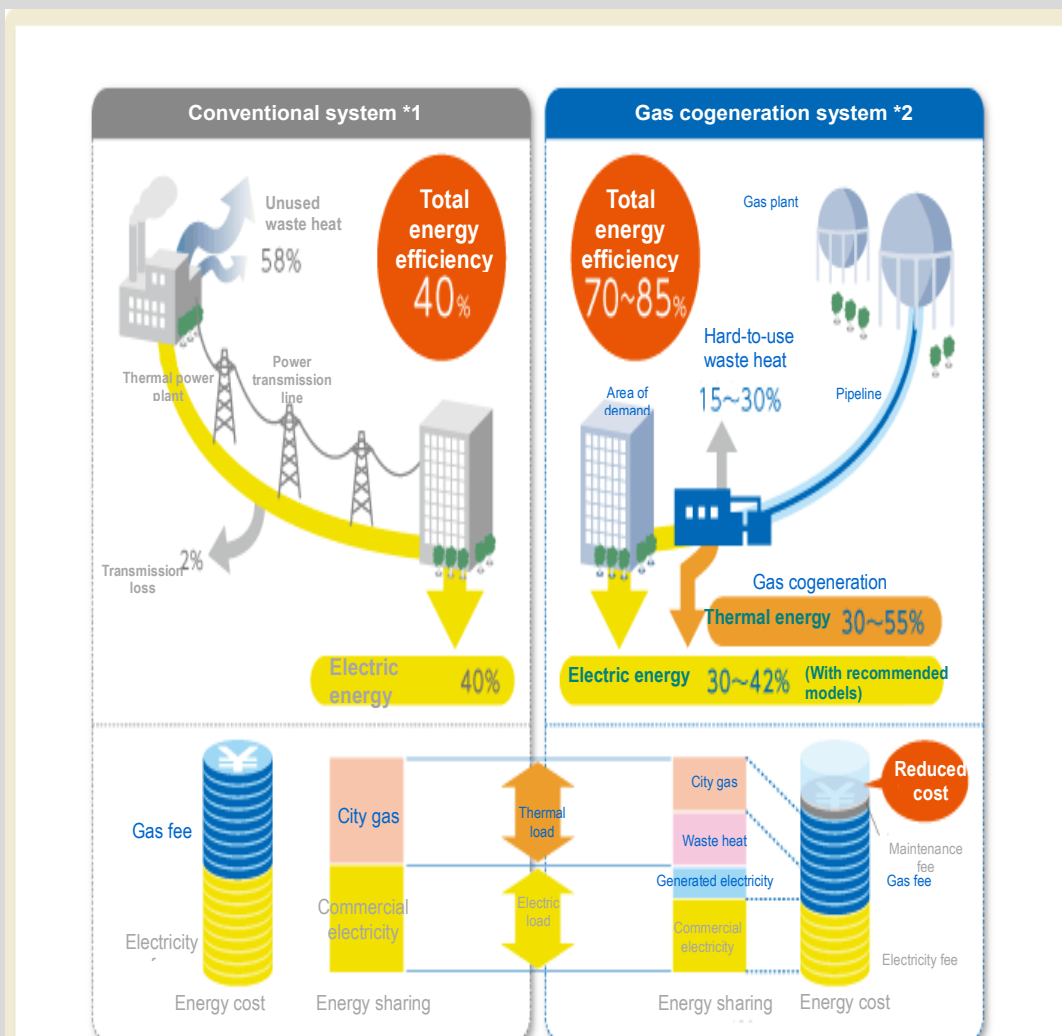 Conventional system *1
Unused
waste heat
58%
Total
energy
efficiency
40%
Thermal power
plant
Power
transmission
line
2%
Transmission
loss
Electric
energy
40%
Gas cogeneration system *2
Total
energy
efficiency
70~85%
Gas plant
Hard-to-use
waste heat
15~30%
Area of
demand
Pipeline
Gas cogeneration
Thermal energy 30~55%
Electric energy 30~42% (With recommended
models)
¥
Gas fee
Electricity
Energy cost
City gas
Commercial
electricity
Energy sharing
Thermal
load
Electric
load
City gas
Waste heat
Generated electricity
Commercial
electricity
Energy sharing
¥
Reduced
cost
Maintenance
fee
Gas fee
Electricity fee
Energy cost